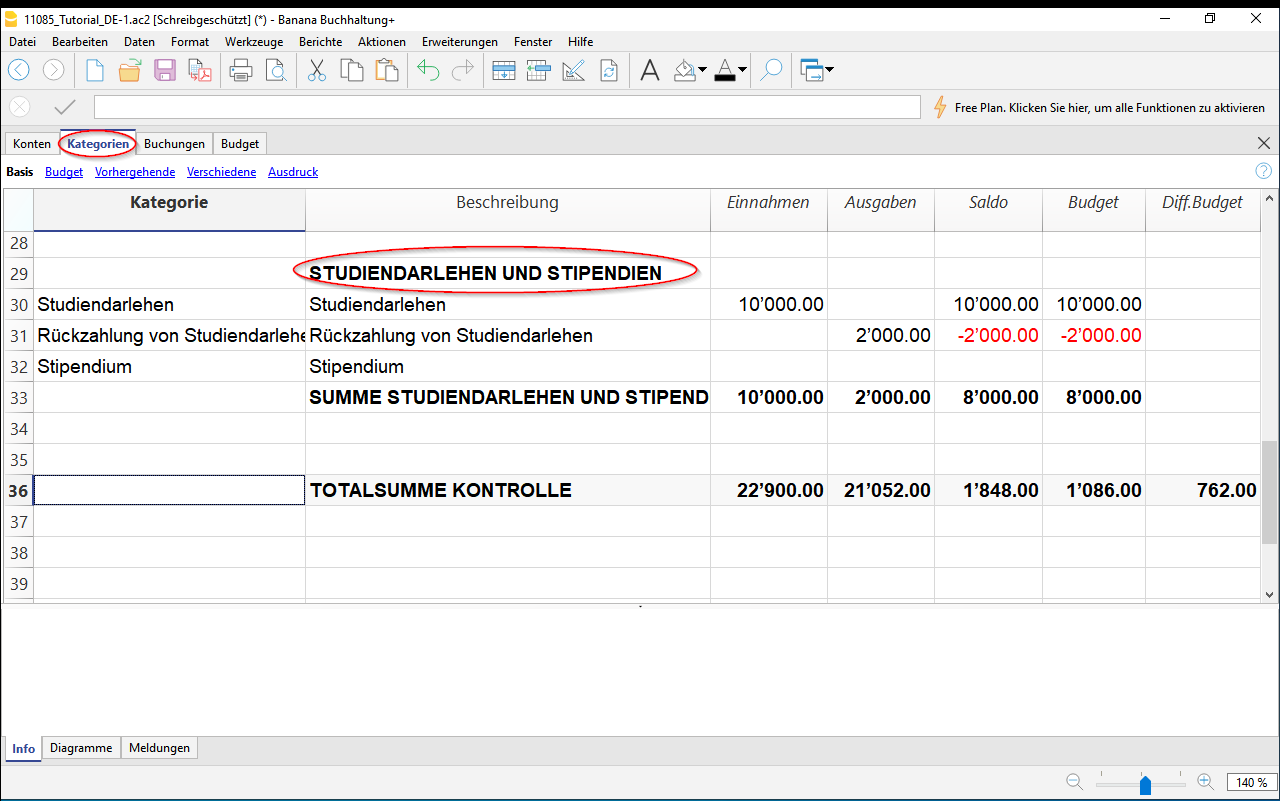 11085_Tutorial_DE-1.ac2 [Schreibgeschützt] (*) - Banana Buchhaltung+
Datei Bearbeiten Daten Format Werkzeuge Berichte Aktionen Erweiterungen Fenster Hilfe
Free Plan. Klicken Sie hier, um alle Funktionen zu aktivieren
Konten Kategorien Buchungen Budget
Basis Budget Vorhergehende Verschiedene Ausdruck
Kategorie Beschreibung Einnahmen Ausgaben Saldo Budget Diff.Budget
28
29 STUDIENDARLEHEN UND STIPENDIEN
30 Studiendarlehen Studiendarlehen 10’000.00 10’000.00 10’000.00
31 Rückzahlung von Studiendarlehe Rückzahlung von Studiendarlehen 2’000.00 -2’000.00 -2’000.00
32 Stipendium Stipendium
33 SUMME STUDIENDARLEHEN UND STIPEND 10’000.00 2’000.00 8’000.00 8’000.00
34
35
36 TOTALSUMME KONTROLLE 22’900.00 21’052.00 1’848.00 1’086.00 762.00
37
38
39
Info Diagramme Meldungen
140 %